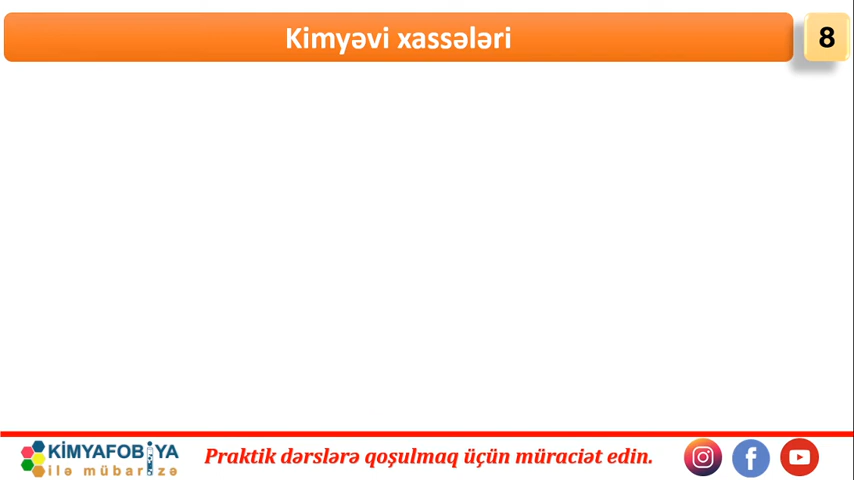 Kimyəvi xassələri
8
KİMYAFOBİYA
ilə mübarizə
Praktik dərslərə qoşulmaq üçün müraciət edin.